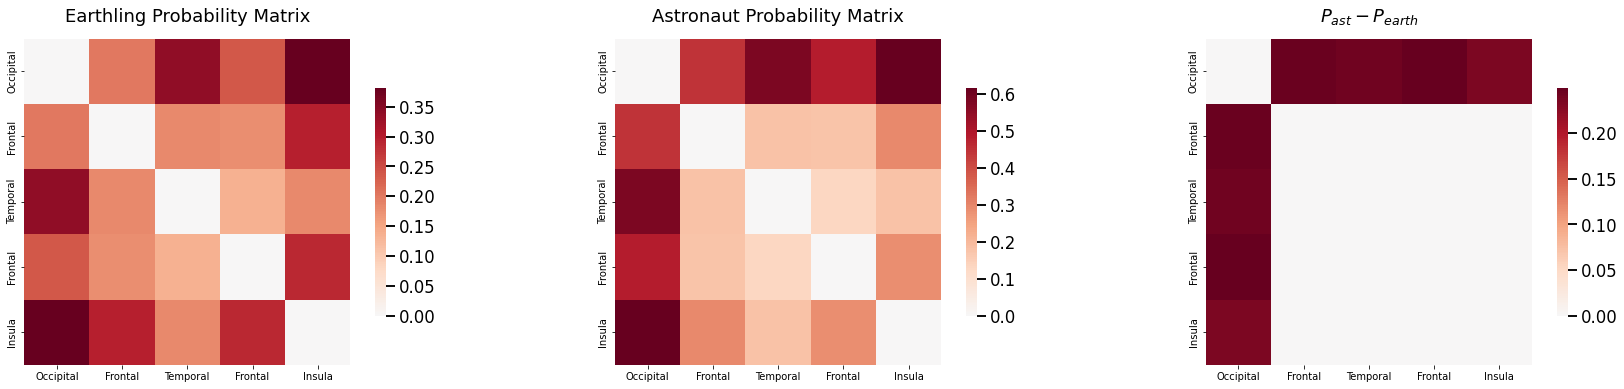 Earthling Probability Matrix
Occipital
Frontal
Temporal
Frontal
Insula
Occipital Frontal Temporal Frontal Insula
0.35
0.30
0.25
0.20
0.15
0.10
0.05
0.00
Astronaut Probability Matrix
Occipital
Frontal
Temporal
Frontal
Insula
Occipital Frontal Temporal Frontal Insula
0.6
0.5
0.4
0.3
0.2
0.1
0.0
P_{ast} − P_{earth}
Occipital
Frontal
Temporal
Frontal
Insula
Occipital Frontal Temporal Frontal Insula
0.20
0.15
0.10
0.05
0.00